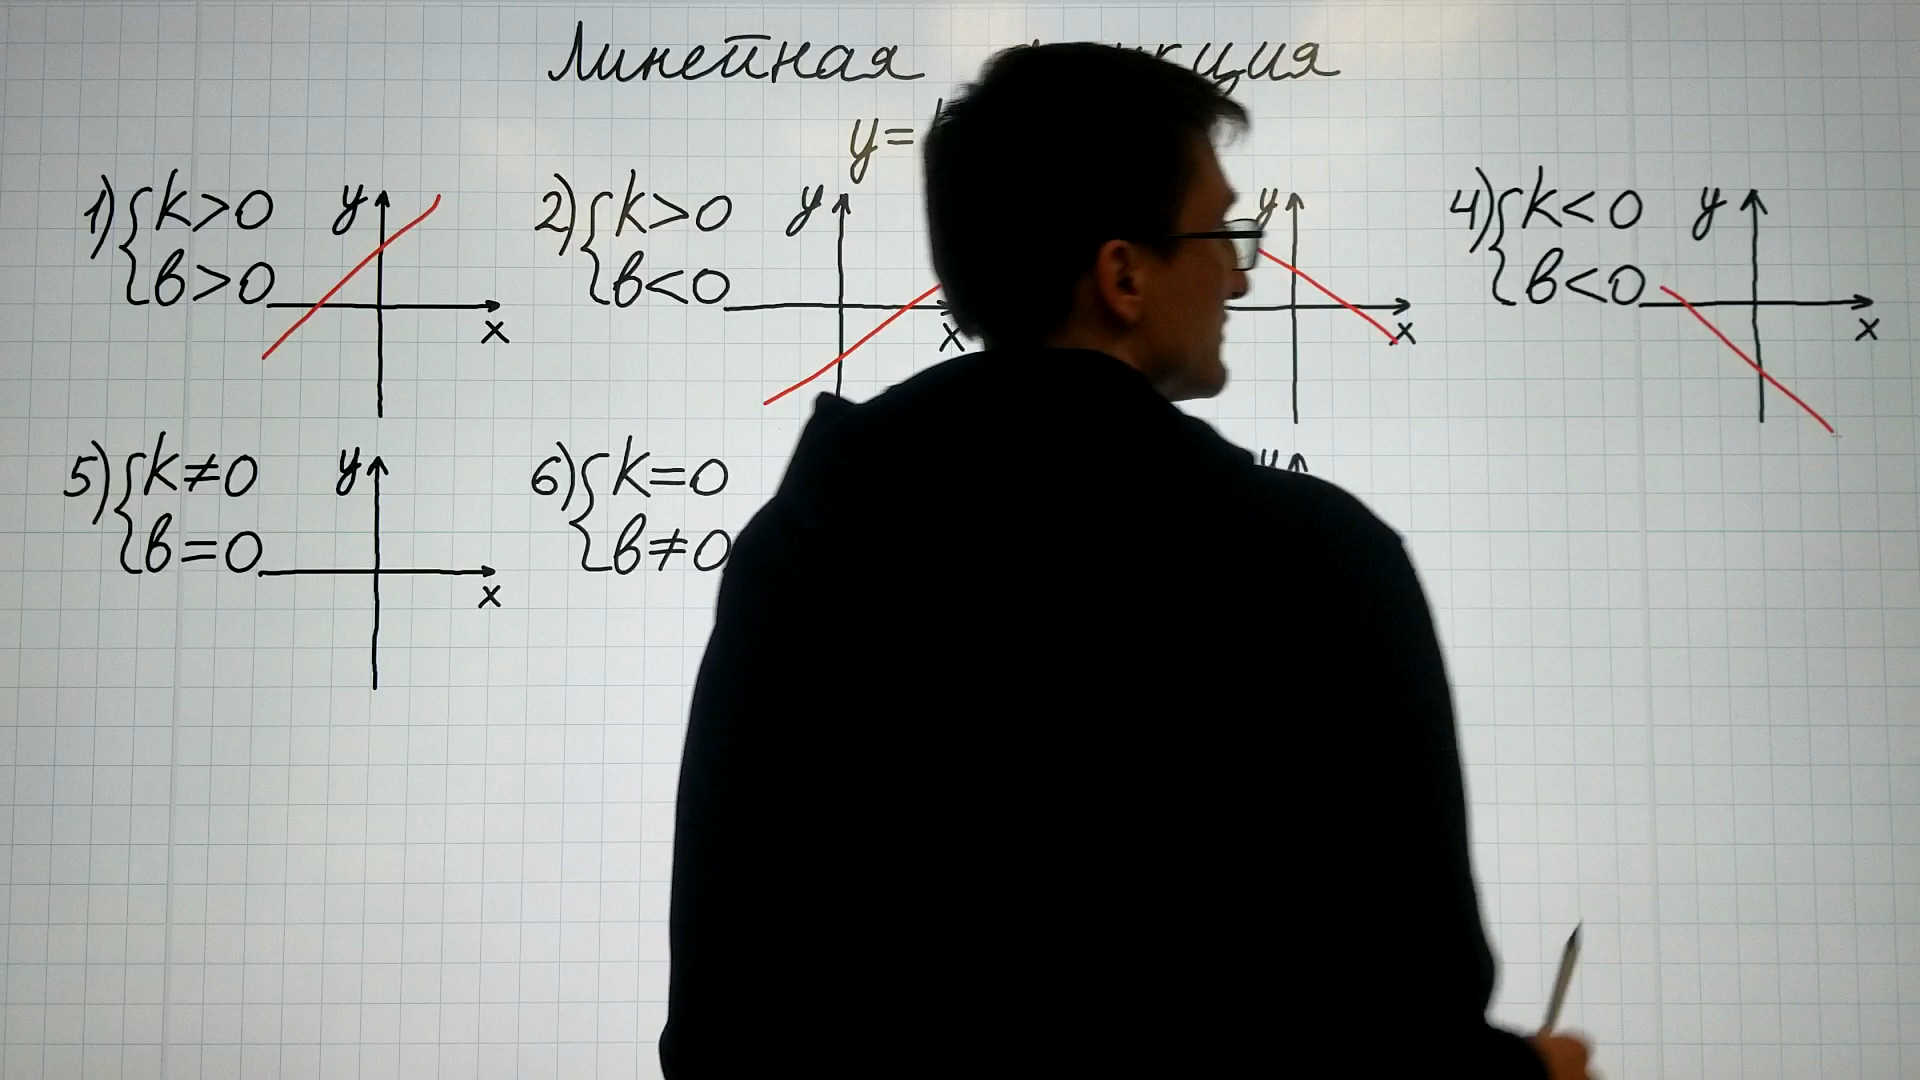 Линейная
y=
1) {k>0 y
в>0 x
2) {k>0 y
в<0 x
y
x
4) {k<0 y
в<0 x
5) {k≠0 y
в=0 x
6) {k=0
в≠0
y